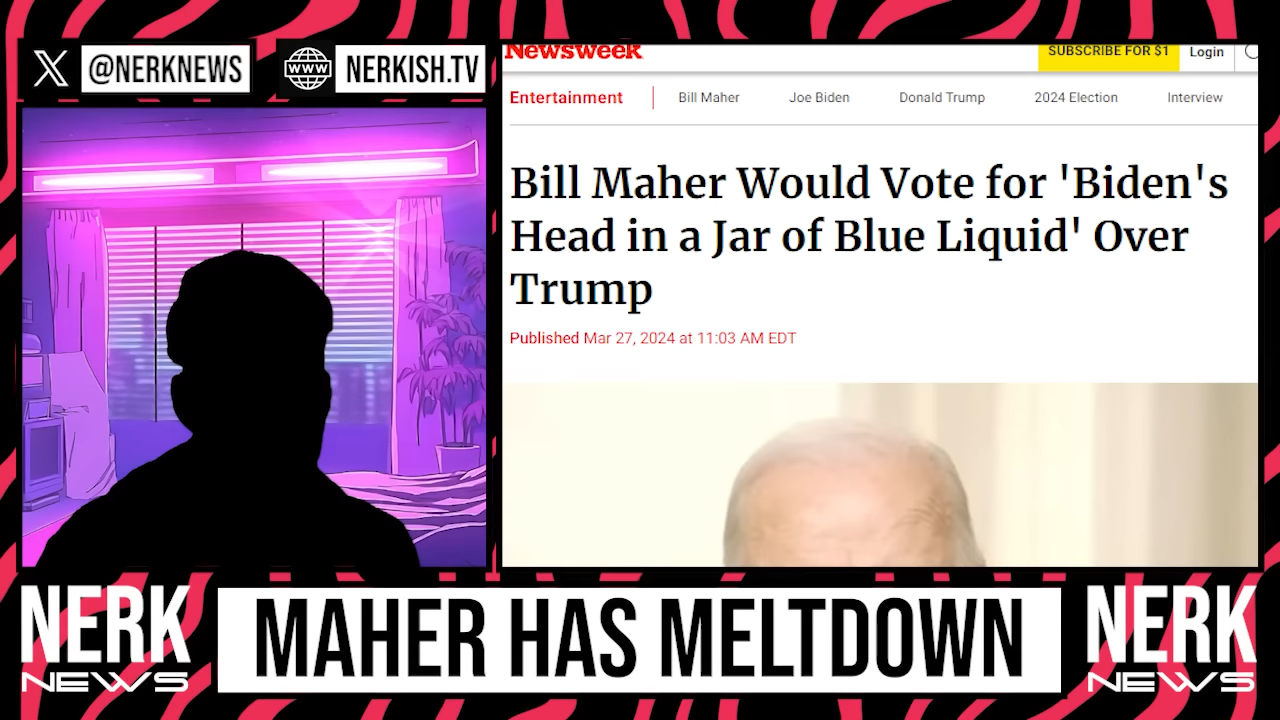 X @NERKNEWS WWW NERKISH.TV
Newsweek SUBSCRIBE FOR $1 Login
Entertainment Bill Maher Joe Biden Donald Trump 2024 Election Interview
Bill Maher Would Vote for 'Biden's
Head in a Jar of Blue Liquid' Over
Trump
Published Mar 27, 2024 at 11:03 AM EDT
NERK
NEWS
MAHER HAS MELTDOWN
NERK
NEWS